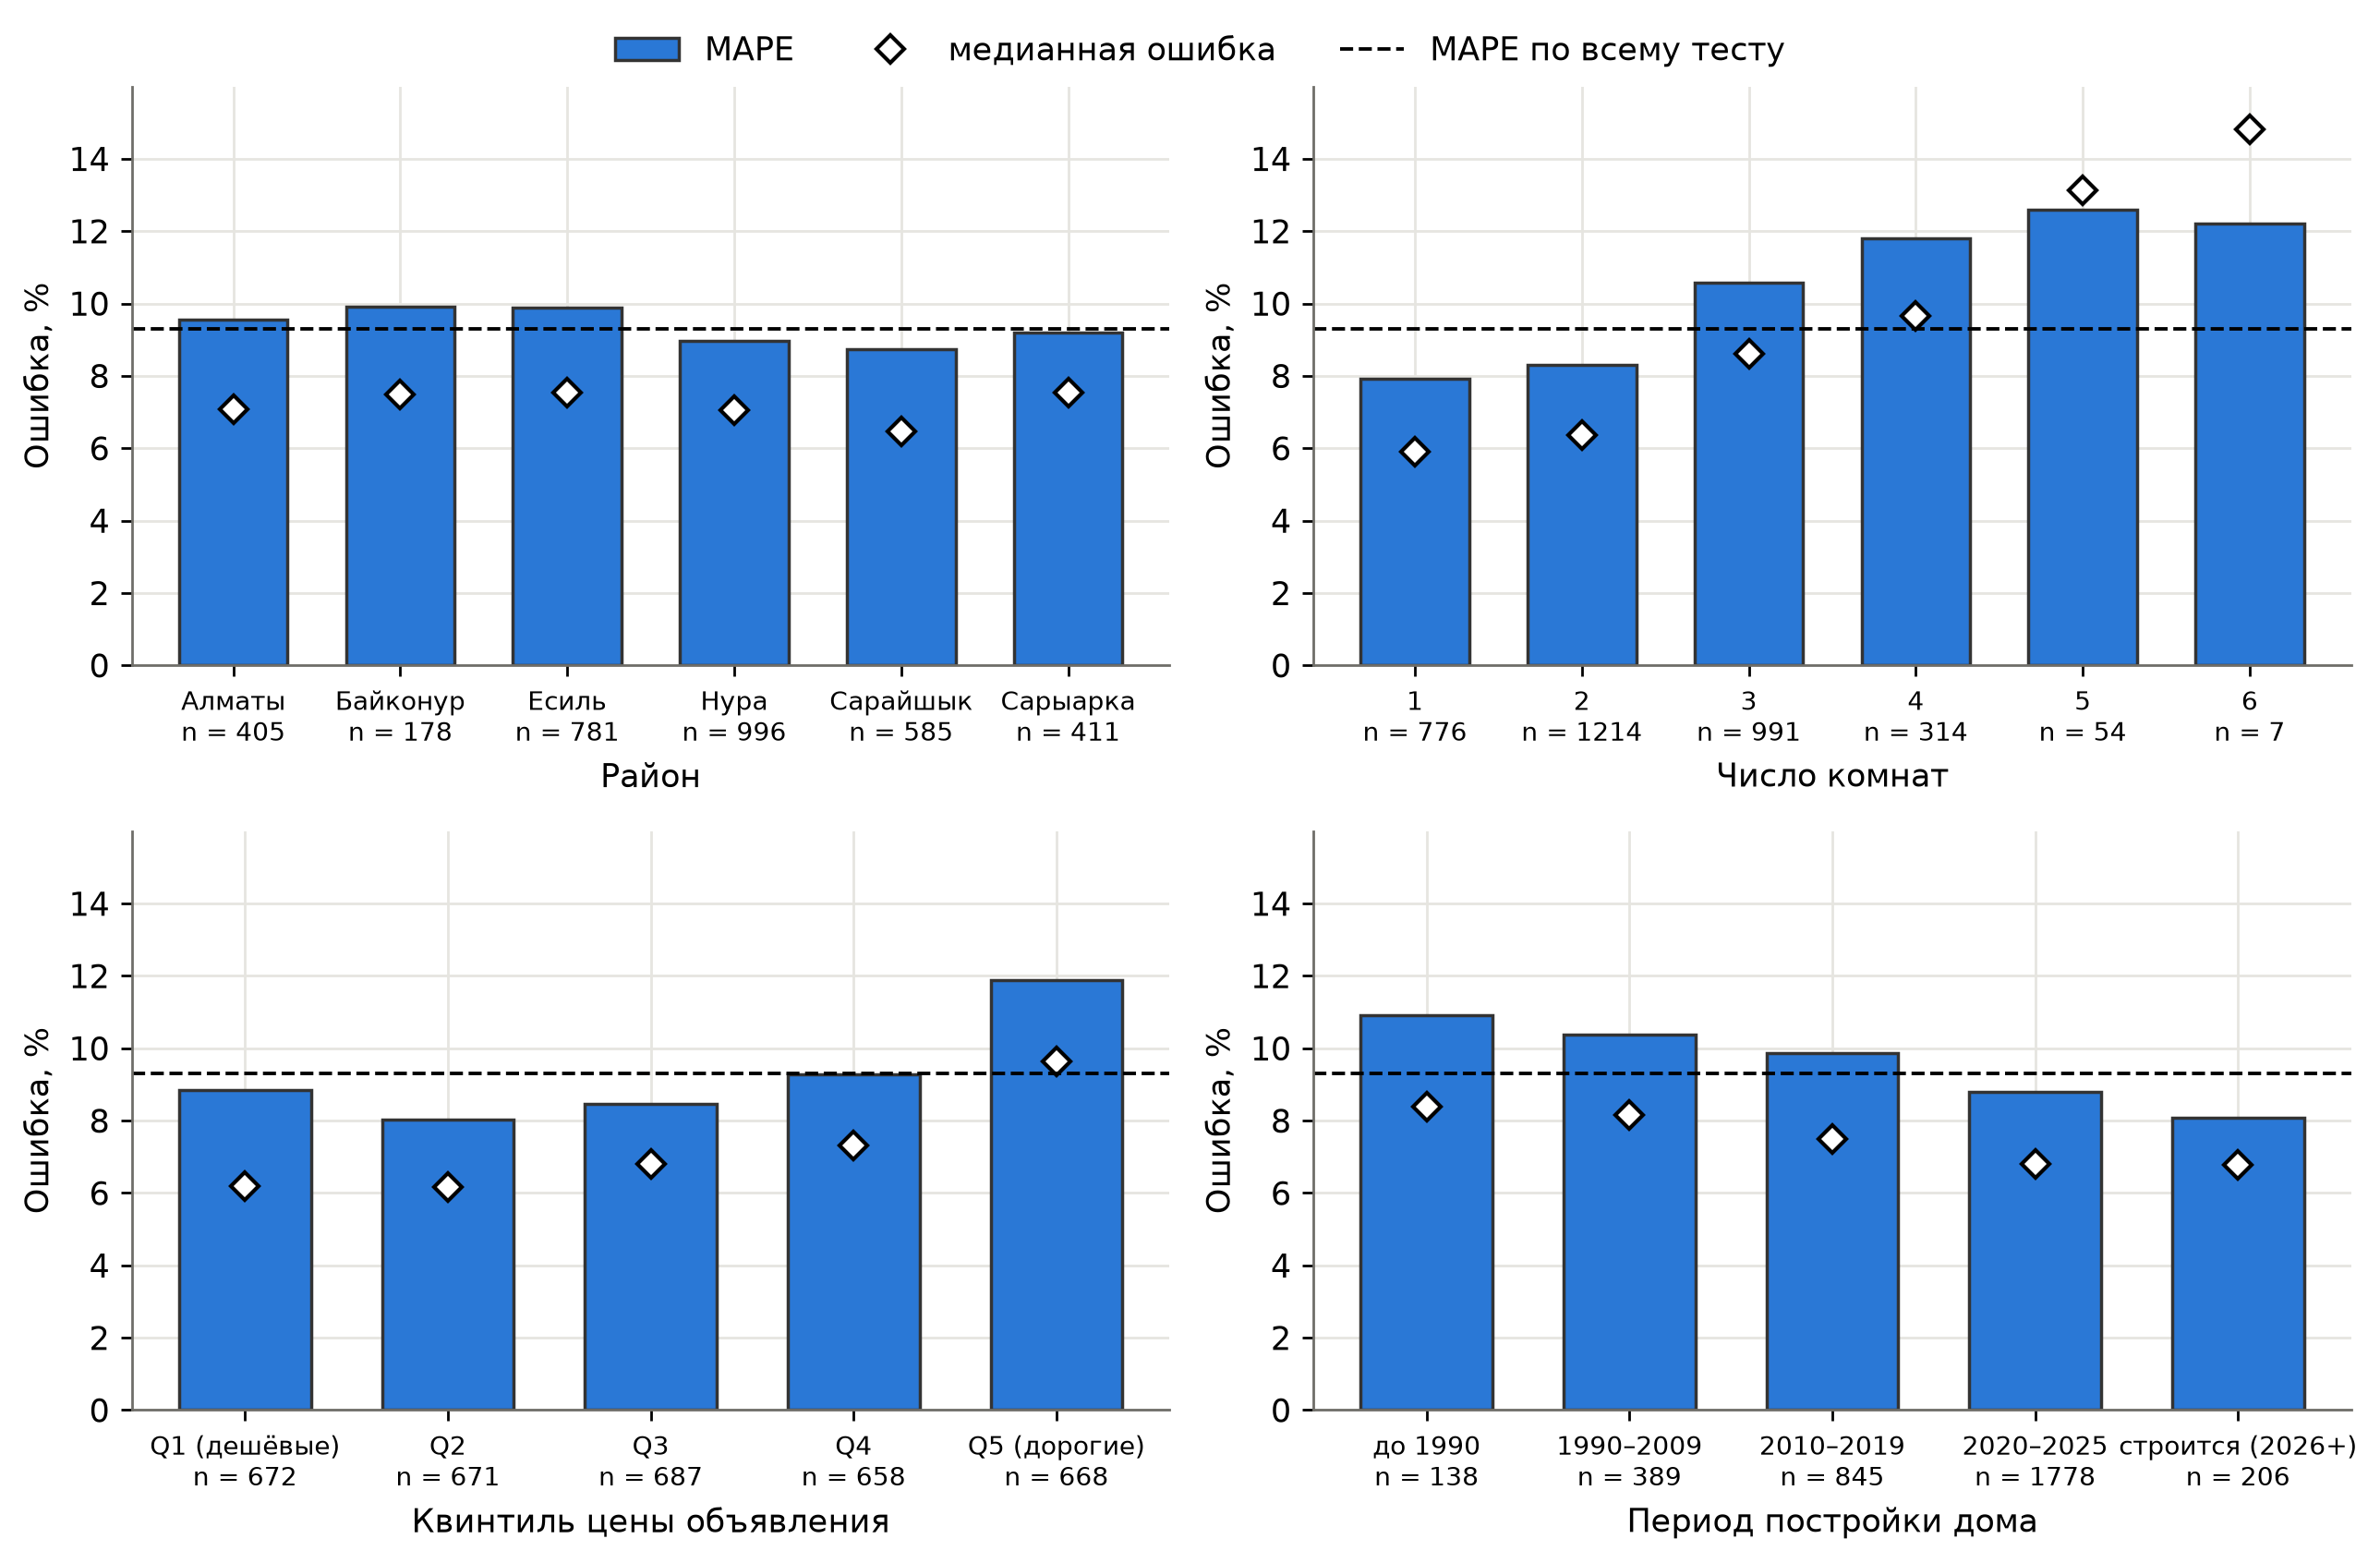 MAPE
медианная ошибка
MAPE по всему тесту
Ошибка, %
14
12
10
8
6
4
2
0
Алматы Байконур Есиль Нура Сарайшык Сарыарка
n = 405 n = 178 n = 781 n = 996 n = 585 n = 411
Район
Ошибка, %
14
12
10
8
6
4
2
0
1 2 3 4 5 6
n = 776 n = 1214 n = 991 n = 314 n = 54 n = 7
Число комнат
Ошибка, %
14
12
10
8
6
4
2
0
Q1 (дешёвые) Q2 Q3 Q4 Q5 (дорогие)
n = 672 n = 671 n = 687 n = 658 n = 668
Квинтиль цены объявления
Ошибка, %
14
12
10
8
6
4
2
0
до 1990 1990–2009 2010–2019 2020–2025 строится (2026+)
n = 138 n = 389 n = 845 n = 1778 n = 206
Период постройки дома